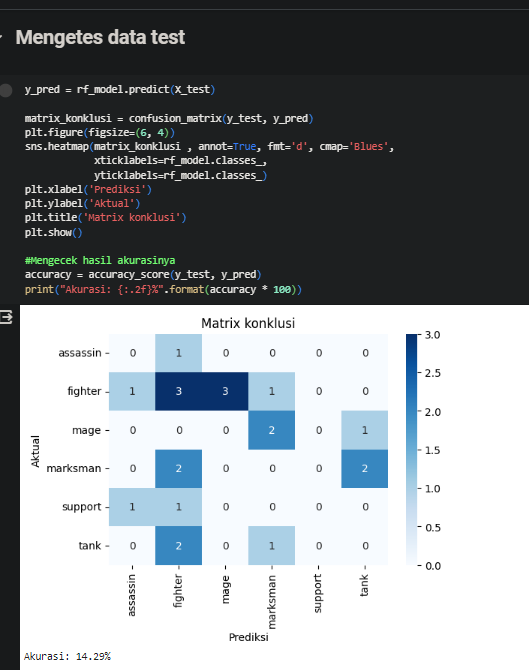 Mengetes data test
y_pred = rf_model.predict(X_test)
matrix_konklusi = confusion_matrix(y_test, y_pred)
plt.figure(figsize=(6, 4))
sns.heatmap(matrix_konklusi , annot=True, fmt='d', cmap='Blues',
xticklabels=rf_model.classes_,
yticklabels=rf_model.classes_)
plt.xlabel('Prediksi')
plt.ylabel('Aktual')
plt.title('Matrix konklusi')
plt.show()
#Mengecek hasil akurasinya
accuracy = accuracy_score(y_test, y_pred)
print("Akurasi: {:.2f}%".format(accuracy * 100))
Matrix konklusi
assassin 0 1 0 0 0 0
fighter 1 3 3 1 0 0
mage 0 0 0 2 0 1
marksman 0 2 0 0 0 2
support 1 1 0 0 0 0
tank 0 2 0 1 0 0
Aktual
assassin fighter mage marksman support tank
Prediksi
3.0
2.5
2.0
1.5
1.0
0.5
0.0
Akurasi: 14.29%